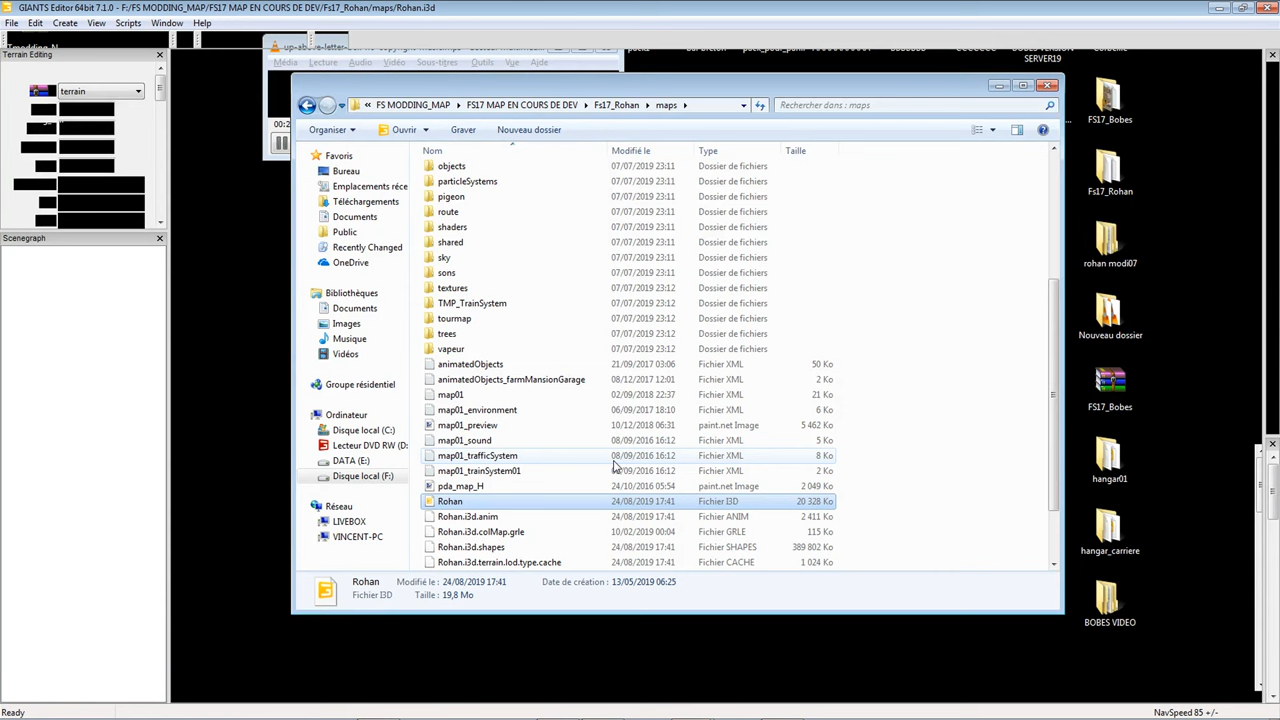 GIANTS Editor 64bit 7.1.0 - F:/FS MODDING_MAP/FS17 MAP EN COURS DE DEV/Fs17_Rohan/maps/Rohan.i3d
File Edit Create View Scripts Window Help
Terrain Editing
terrain
Scenegraph
Média Lecture Audio Vidéo Sous-titres Outils Vue Aide
SERVER19
« FS MODDING_MAP FS17 MAP EN COURS DE DEV Fs17_Rohan maps
Rechercher dans : maps
Organiser Ouvrir Graver Nouveau dossier
Nom Modifié le Type Taille
Favoris
Bureau
Emplacements réce
Téléchargements
Documents
Public
Recently Changed
OneDrive
Bibliothèques
Documents
Images
Musique
Vidéos
Groupe résidentiel
Ordinateur
Disque local (C:)
Lecteur DVD RW (D:
DATA (E:)
Disque local (F:)
Réseau
LIVEBOX
VINCENT-PC
objects 07/07/2019 23:11 Dossier de fichiers
particleSystems 07/07/2019 23:11 Dossier de fichiers
pigeon 07/07/2019 23:11 Dossier de fichiers
route 07/07/2019 23:11 Dossier de fichiers
shaders 07/07/2019 23:11 Dossier de fichiers
shared 07/07/2019 23:11 Dossier de fichiers
sky 07/07/2019 23:11 Dossier de fichiers
sons 07/07/2019 23:11 Dossier de fichiers
textures 07/07/2019 23:11 Dossier de fichiers
TMP_TrainSystem 07/07/2019 23:12 Dossier de fichiers
tourmap 07/07/2019 23:12 Dossier de fichiers
trees 07/07/2019 23:12 Dossier de fichiers
vapeur 07/07/2019 23:12 Dossier de fichiers
animatedObjects 21/09/2017 03:06 Fichier XML 50 Ko
animatedObjects_farmMansionGarage 08/12/2017 12:01 Fichier XML 2 Ko
map01 02/09/2018 22:37 Fichier XML 21 Ko
map01_environment 06/09/2017 18:10 Fichier XML 6 Ko
map01_preview 10/12/2018 06:31 paint.net Image 5 462 Ko
map01_sound 08/09/2016 16:12 Fichier XML 5 Ko
map01_trafficSystem 08/09/2016 16:12 Fichier XML 8 Ko
map01_trainSystem01 08/09/2016 16:12 Fichier XML 2 Ko
pda_map_H 24/10/2016 05:54 paint.net Image 2 049 Ko
Rohan 24/08/2019 17:41 Fichier I3D 20 328 Ko
Rohan.i3d.anim 24/08/2019 17:41 Fichier ANIM 2 411 Ko
Rohan.i3d.colMap.grle 10/02/2019 00:04 Fichier GRLE 115 Ko
Rohan.i3d.shapes 24/08/2019 17:41 Fichier SHAPES 389 802 Ko
Rohan.i3d.terrain.lod.type.cache 24/08/2019 17:41 Fichier CACHE 1 024 Ko
Rohan Modifié le : 24/08/2019 17:41 Date de création : 13/05/2019 06:25
Fichier I3D Taille : 19,8 Mo
FS17_Bobes
Fs17_Rohan
rohan modi07
Nouveau dossier
FS17_Bobes
hangar01
hangar_carriere
BOBES VIDEO
Ready
NavSpeed 85 +/-